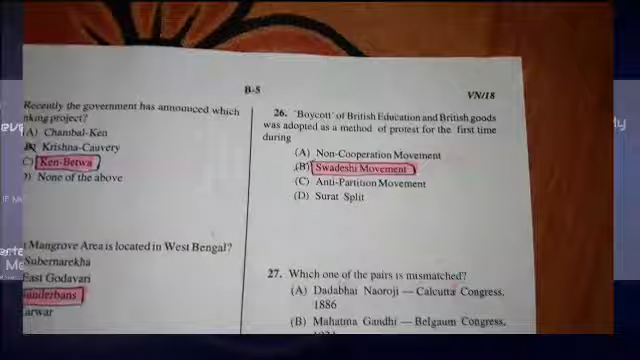 B-5
VN/18
Recently the government has announced which
nking project?
A) Chambal-Ken
Krishna-Cauvery
C) Ken-Betwa
None of the above
Mangrove Area is located in West Bengal?
Subernarekha
East Godavari
underbans
arwar
26. 'Boycott' of British Education and British goods
was adopted as a method of protest for the first time
during
(A) Non-Cooperation Movement
(B) Swadeshi Movement
(C) Anti-Partition Movement
(D) Surat Split
27. Which one of the pairs is mismatched?
(A) Dadabhai Naoroji — Calcutta Congress,
1886
(B) Mahatma Gandhi — Belgaum Congress,